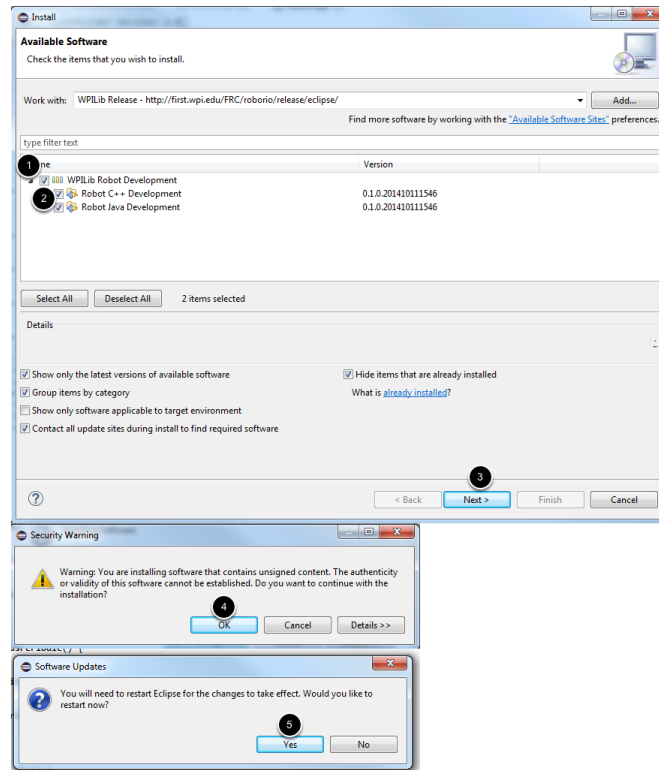 Install
Available Software
Check the items that you wish to install.
Work with: WPILib Release - http://first.wpi.edu/FRC/roborio/release/eclipse/ Add...
Find more software by working with the "Available Software Sites" preferences.
type filter text
1 ne Version
WPILib Robot Development
2 Robot C++ Development 0.1.0.201410111546
Robot Java Development 0.1.0.201410111546
Select All Deselect All 2 items selected
Details
Show only the latest versions of available software Hide items that are already installed
Group items by category What is already installed?
Show only software applicable to target environment
Contact all update sites during install to find required software
3
? < Back Next > Finish Cancel
Security Warning
Warning: You are installing software that contains unsigned content. The authenticity
or validity of this software cannot be established. Do you want to continue with the
installation?
4
OK Cancel Details >>
Software Updates
You will need to restart Eclipse for the changes to take effect. Would you like to
restart now?
5
Yes No